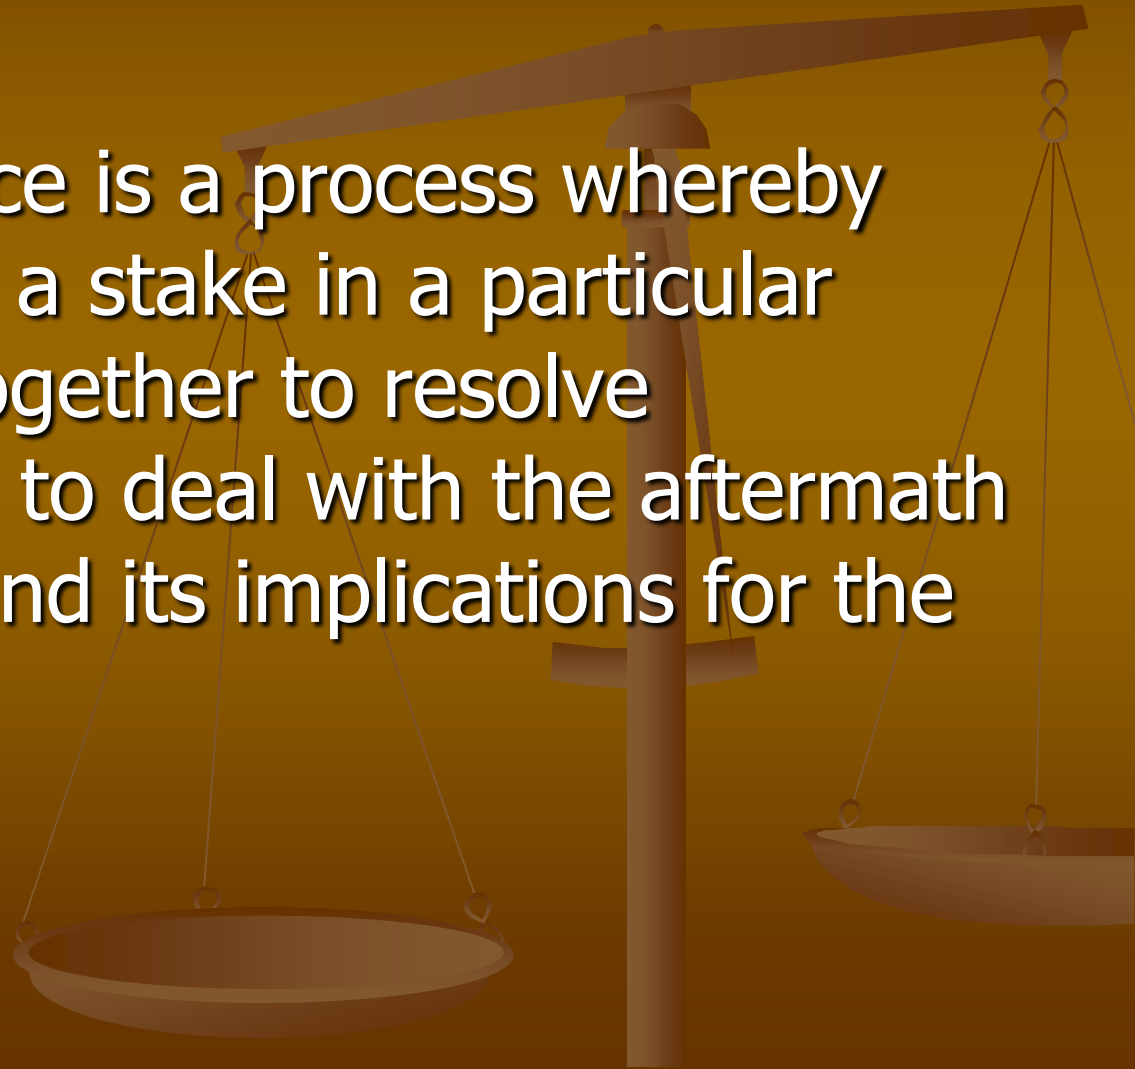 ce is a process whereby
a stake in a particular
ogether to resolve
to deal with the aftermath
nd its implications for the